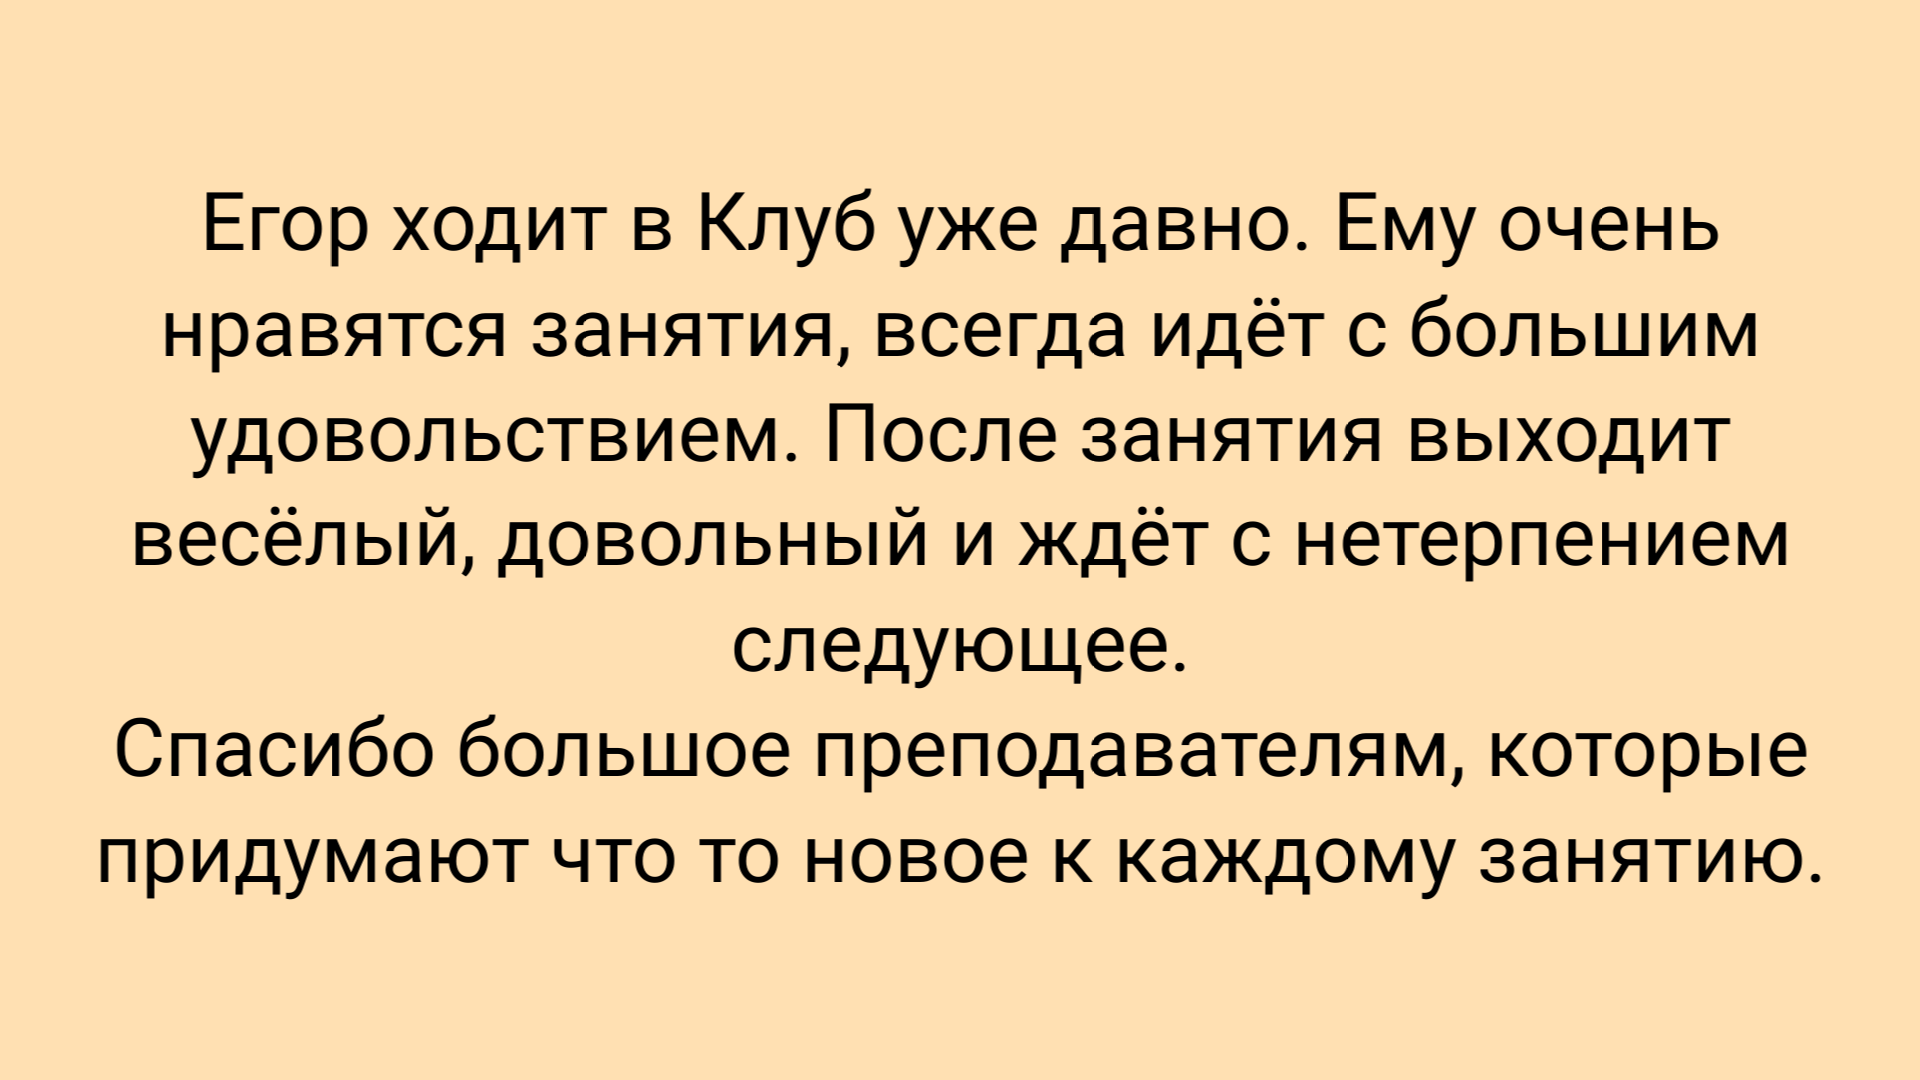 Егор ходит в Клуб уже давно. Ему очень
нравятся занятия, всегда идёт с большим
удовольствием. После занятия выходит
весёлый, довольный и ждёт с нетерпением
следующее.
Спасибо большое преподавателям, которые
придумают что то новое к каждому занятию.